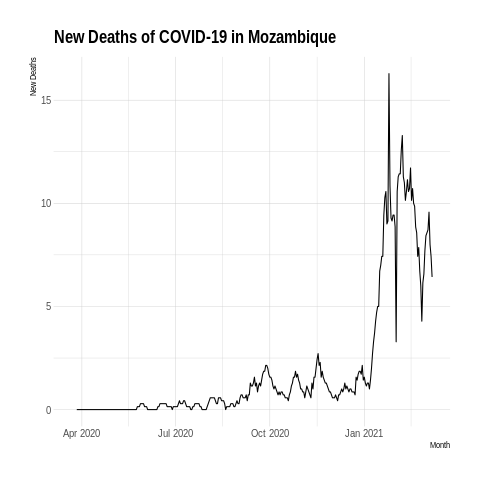 New Deaths of COVID-19 in Mozambique
New Deaths
15
10
5
0
Apr 2020 Jul 2020 Oct 2020 Jan 2021
Month